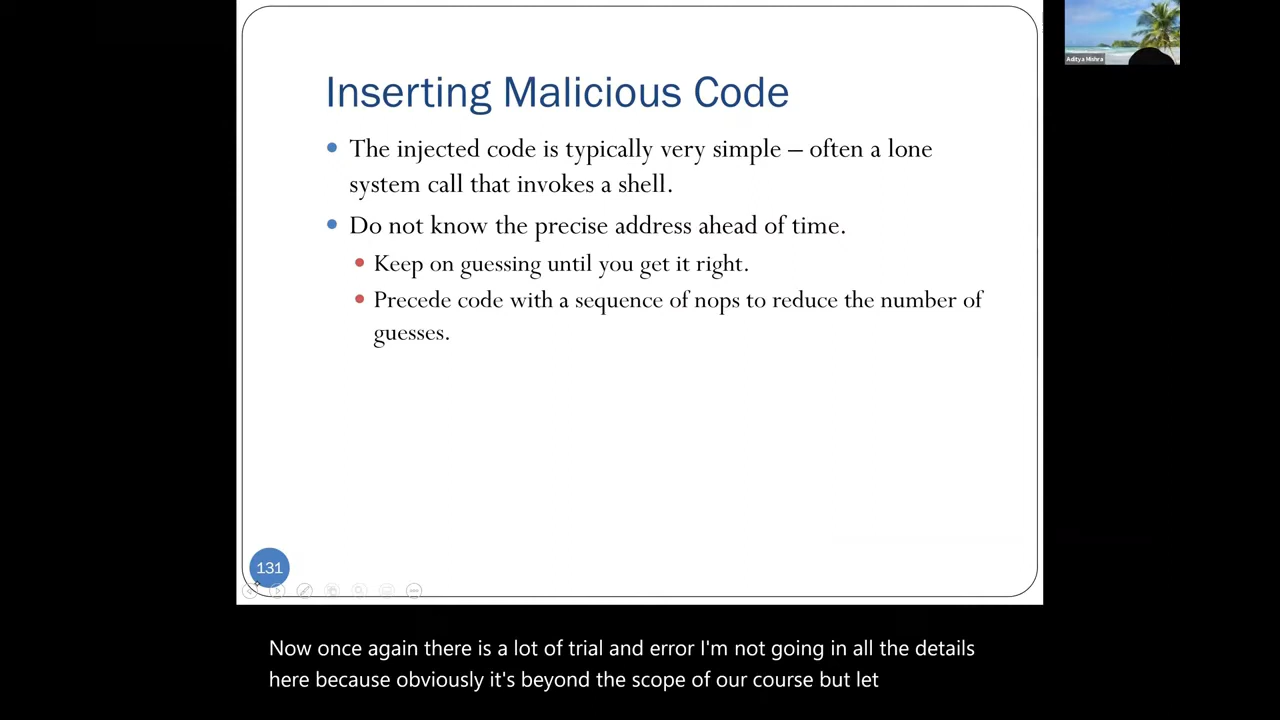 Inserting Malicious Code
The injected code is typically very simple – often a lone
system call that invokes a shell.
Do not know the precise address ahead of time.
Keep on guessing until you get it right.
Precede code with a sequence of nops to reduce the number of
guesses.
131
Aditya Mishra
Now once again there is a lot of trial and error I'm not going in all the details
here because obviously it's beyond the scope of our course but let